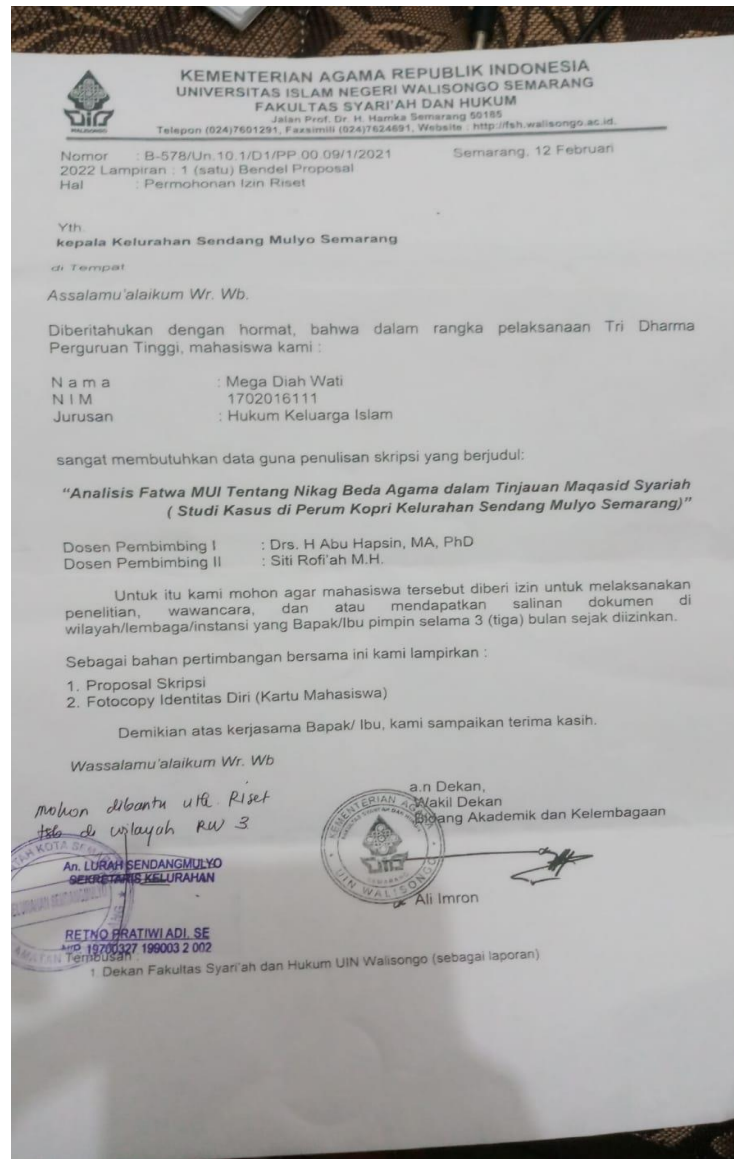 KEMENTERIAN AGAMA REPUBLIK INDONESIA
UNIVERSITAS ISLAM NEGERI WALISONGO SEMARANG
FAKULTAS SYARI'AH DAN HUKUM
Jalan Prof. Dr. H. Hamka Semarang 50185
Telepon (024)7601291, Faxsimili (024)7624691, Website : http://fsh.walisongo.ac.id.
WALISONGO
Nomor : B-578/Un.10.1/D1/PP.00.09/1/2021 Semarang, 12 Februari
2022 Lampiran : 1 (satu) Bendel Proposal
Hal : Permohonan Izin Riset
Yth.
kepala Kelurahan Sendang Mulyo Semarang
di Tempat
Assalamu'alaikum Wr. Wb.
Diberitahukan dengan hormat, bahwa dalam rangka pelaksanaan Tri Dharma
Perguruan Tinggi, mahasiswa kami :
N a m a : Mega Diah Wati
N I M 1702016111
Jurusan : Hukum Keluarga Islam
sangat membutuhkan data guna penulisan skripsi yang berjudul:
"Analisis Fatwa MUI Tentang Nikag Beda Agama dalam Tinjauan Maqasid Syariah
( Studi Kasus di Perum Kopri Kelurahan Sendang Mulyo Semarang)"
Dosen Pembimbing I : Drs. H Abu Hapsin, MA, PhD
Dosen Pembimbing II : Siti Rofi'ah M.H.
Untuk itu kami mohon agar mahasiswa tersebut diberi izin untuk melaksanakan
penelitian, wawancara, dan atau mendapatkan salinan dokumen di
wilayah/lembaga/instansi yang Bapak/Ibu pimpin selama 3 (tiga) bulan sejak diizinkan.
Sebagai bahan pertimbangan bersama ini kami lampirkan :
1. Proposal Skripsi
2. Fotocopy Identitas Diri (Kartu Mahasiswa)
Demikian atas kerjasama Bapak/ Ibu, kami sampaikan terima kasih.
Wassalamu'alaikum Wr. Wb
a.n Dekan,
Wakil Dekan
Bidang Akademik dan Kelembagaan
KEMENTERIAN AGAMA
SEMARANG
UIN WALISONGO
Ali Imron
mohon dibantu utk. Riset
tsb di wilayah RW 3
An. LURAH SENDANGMULYO
SEKRETARIS KELURAHAN
RETNO PRATIWI ADI. SE
NIP 19700327 199003 2 002
Tembusan :
1. Dekan Fakultas Syari'ah dan Hukum UIN Walisongo (sebagai laporan)